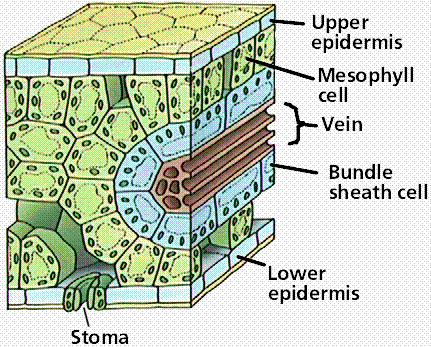 Upper
epidermis
Mesophyll
cell
Vein
Bundle
sheath cell
Lower
epidermis
Stoma